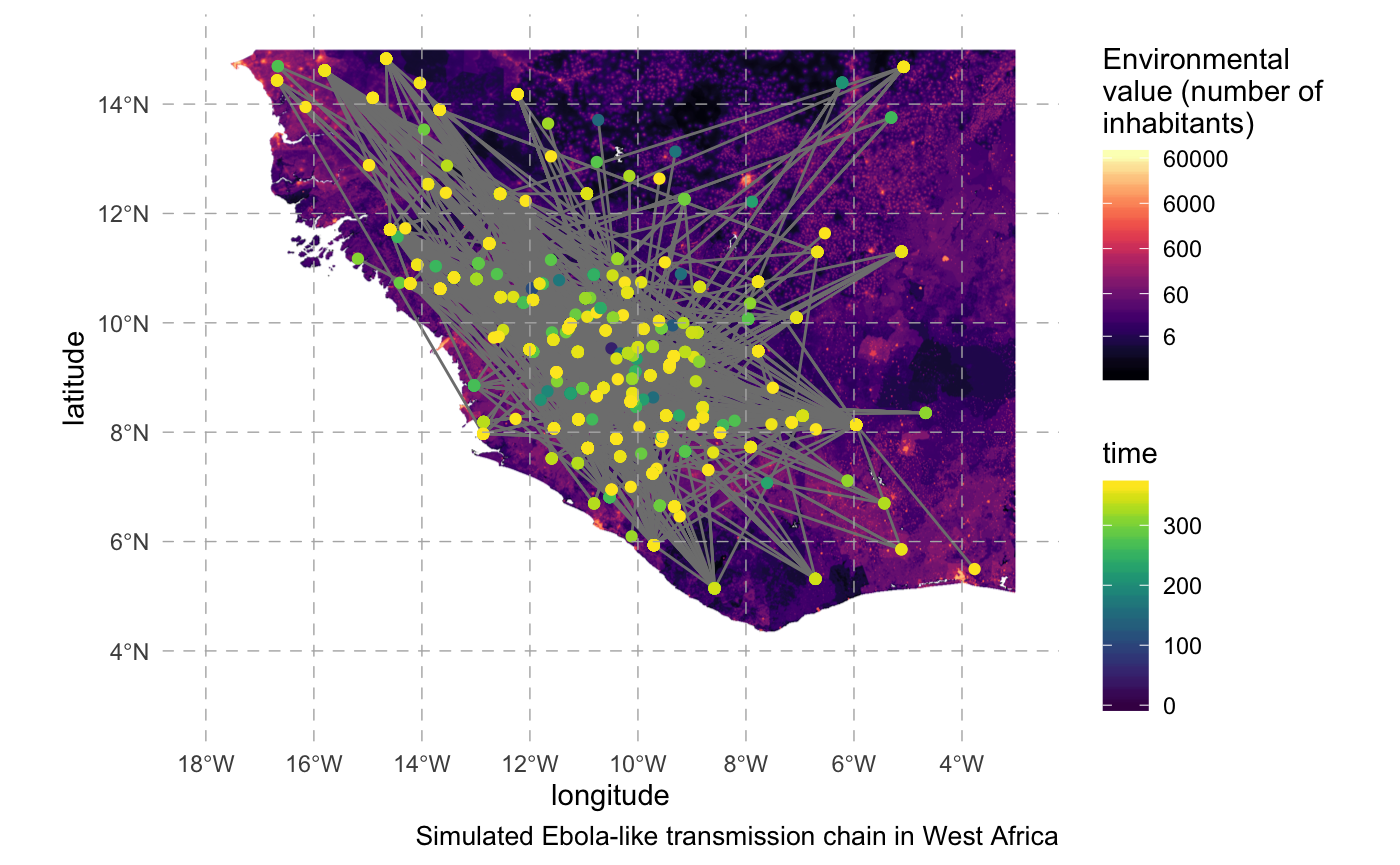 14°N
12°N
10°N
8°N
6°N
4°N
latitude
18°W 16°W 14°W 12°W 10°W 8°W 6°W 4°W
longitude
Simulated Ebola-like transmission chain in West Africa
Environmental
value (number of
inhabitants)
60000
6000
600
60
6
time
300
200
100
0